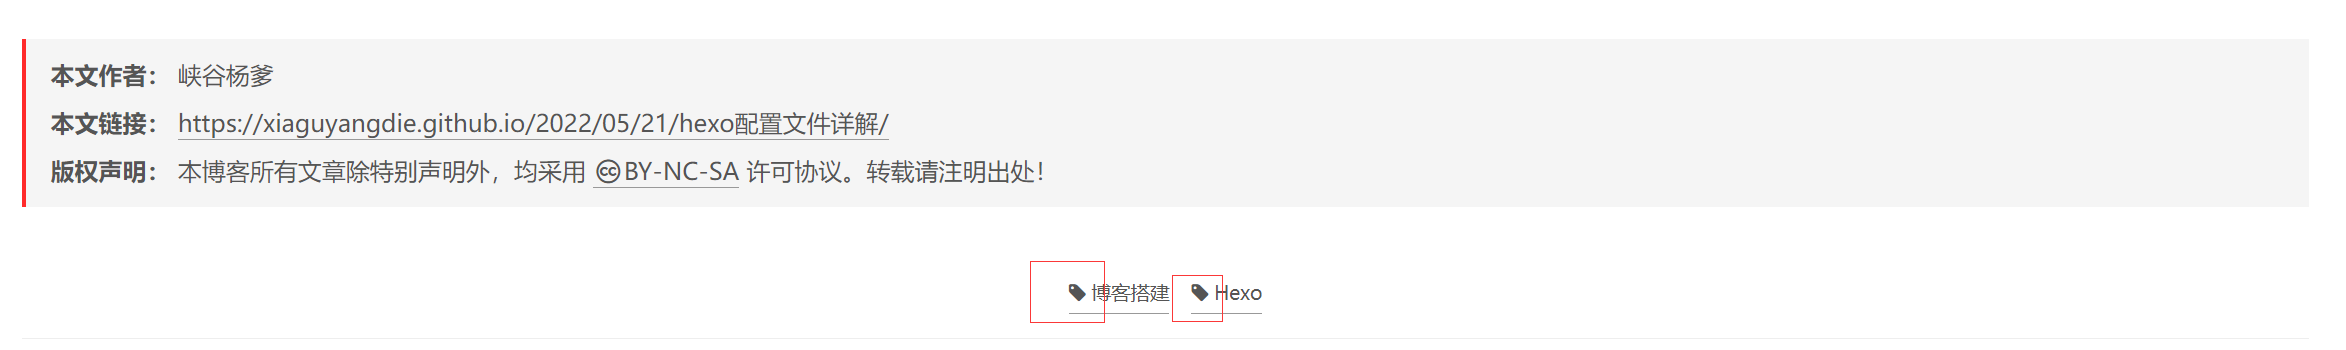 本文作者： 峡谷杨爹
本文链接： https://xiaguyangdie.github.io/2022/05/21/hexo配置文件详解/
版权声明： 本博客所有文章除特别声明外，均采用 BY-NC-SA 许可协议。转载请注明出处！
博客搭建 Hexo